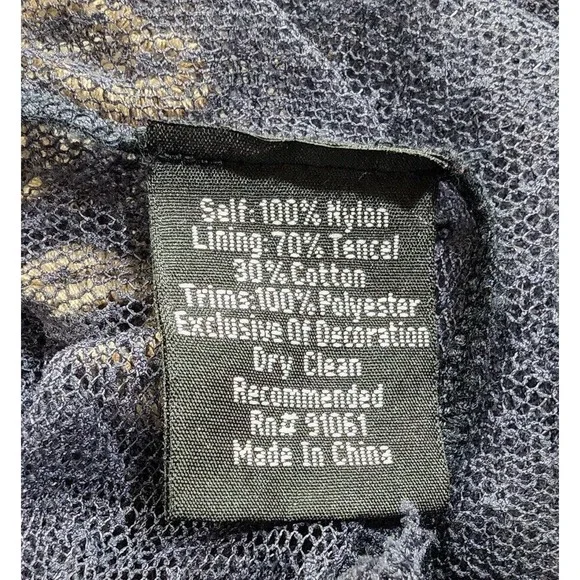 Self:100% Nylon
Lining:70% Tencel
30% Cotton
Trims:100% Polyester
Exclusive Of Decoration
Dry Clean
Recommended
Rn# 91061
Made In China